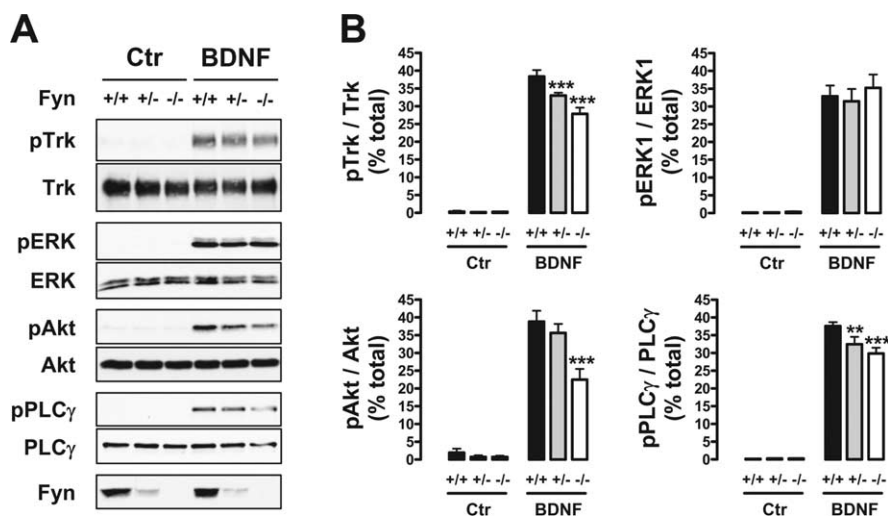 A
Ctr BDNF
Fyn +/+ +/- -/- +/+ +/- -/-
pTrk
Trk
pERK
ERK
pAkt
Akt
pPLCγ
PLCγ
Fyn
B
pTrk / Trk
(% total)
45
40
35
30
25
20
15
10
5
0
*** ***
+/+ +/- -/- +/+ +/- -/-
Ctr BDNF
pERK1 / ERK1
(% total)
45
40
35
30
25
20
15
10
5
0
+/+ +/- -/- +/+ +/- -/-
Ctr BDNF
pAkt / Akt
(% total)
45
40
35
30
25
20
15
10
5
0
***
+/+ +/- -/- +/+ +/- -/-
Ctr BDNF
pPLCγ / PLCγ
(% total)
45
40
35
30
25
20
15
10
5
0
** ***
+/+ +/- -/- +/+ +/- -/-
Ctr BDNF